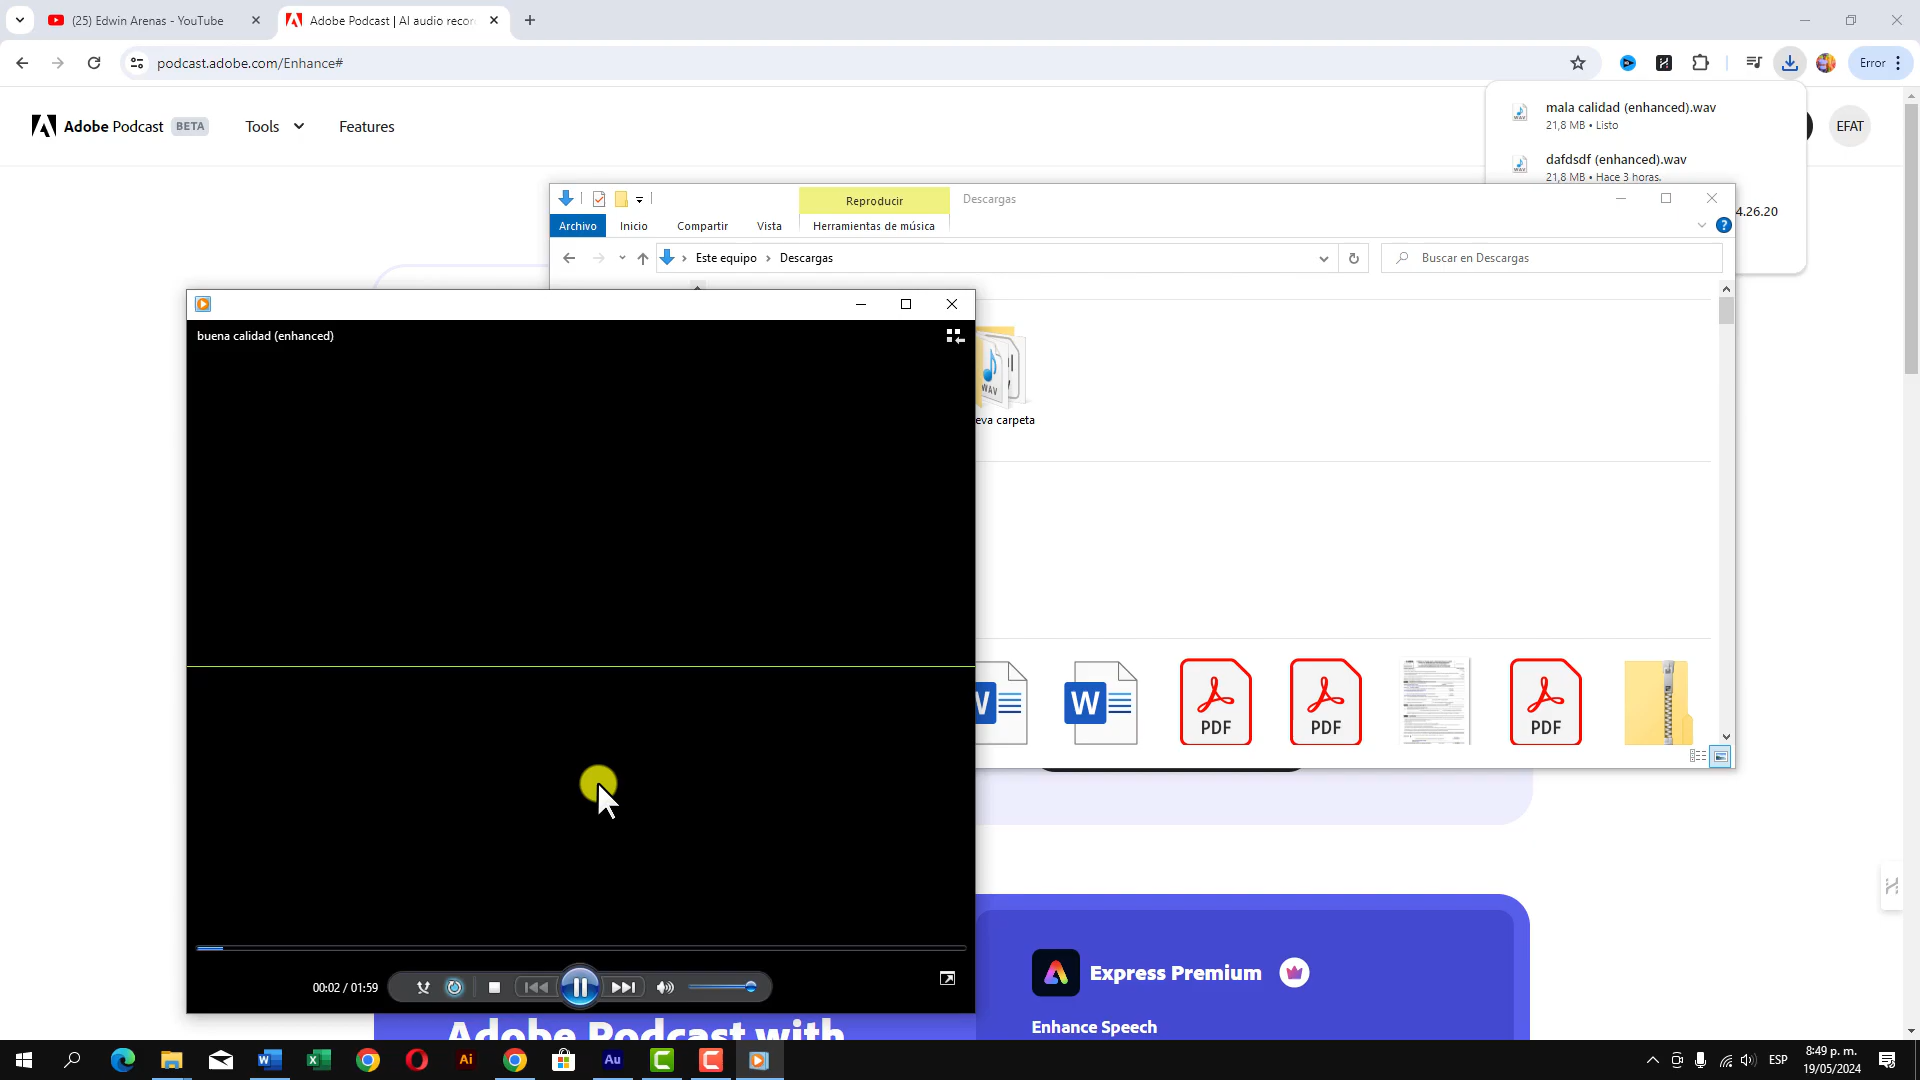 (25) Edwin Arenas - YouTube
Adobe Podcast | AI audio recor
podcast.adobe.com/Enhance#
Error
Adobe Podcast BETA
Tools
Features
EFAT
mala calidad (enhanced).wav
21,8 MB • Listo
dafdsdf (enhanced).wav
21,8 MB • Hace 3 horas.
4.26.20
Reproducir
Descargas
Archivo
Inicio
Compartir
Vista
Herramientas de música
Este equipo
Descargas
Buscar en Descargas
buena calidad (enhanced)
WAV
eva carpeta
W
W
PDF
PDF
PDF
00:02 / 01:59
Express Premium
Enhance Speech
Adobe Podcast with
Ai
Au
ESP
8:49 p. m.
19/05/2024